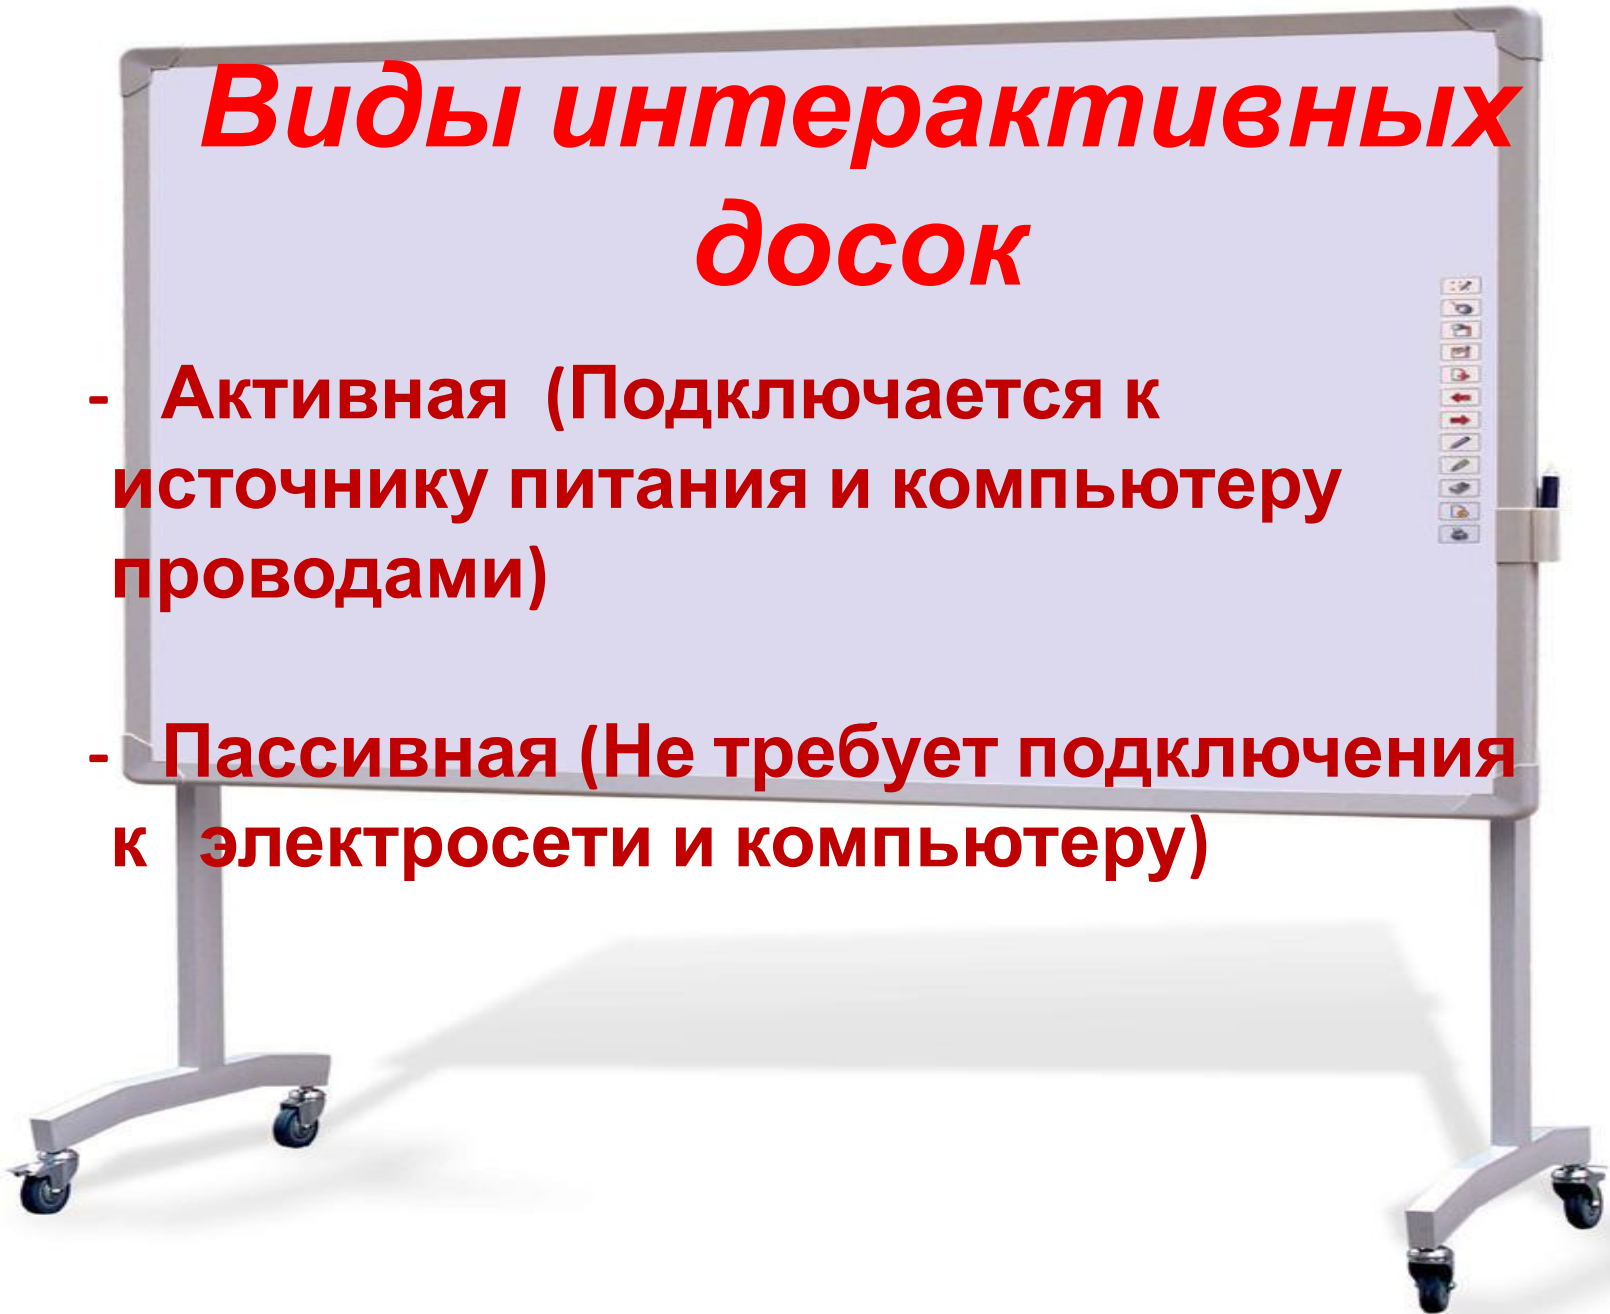 Виды интерактивных
досок
- Активная (Подключается к
источнику питания и компьютеру
проводами)
- Пассивная (Не требует подключения
к электросети и компьютеру)